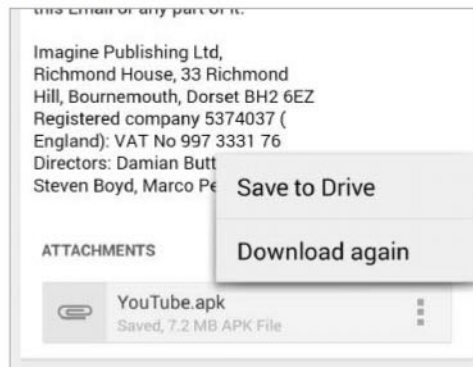 this Email or any part of it.
Imagine Publishing Ltd,
Richmond House, 33 Richmond
Hill, Bournemouth, Dorset BH2 6EZ
Registered company 5374037 (
England): VAT No 997 3331 76
Directors: Damian Butt
Steven Boyd, Marco Pe
Save to Drive
Download again
ATTACHMENTS
YouTube.apk
Saved, 7.2 MB APK File